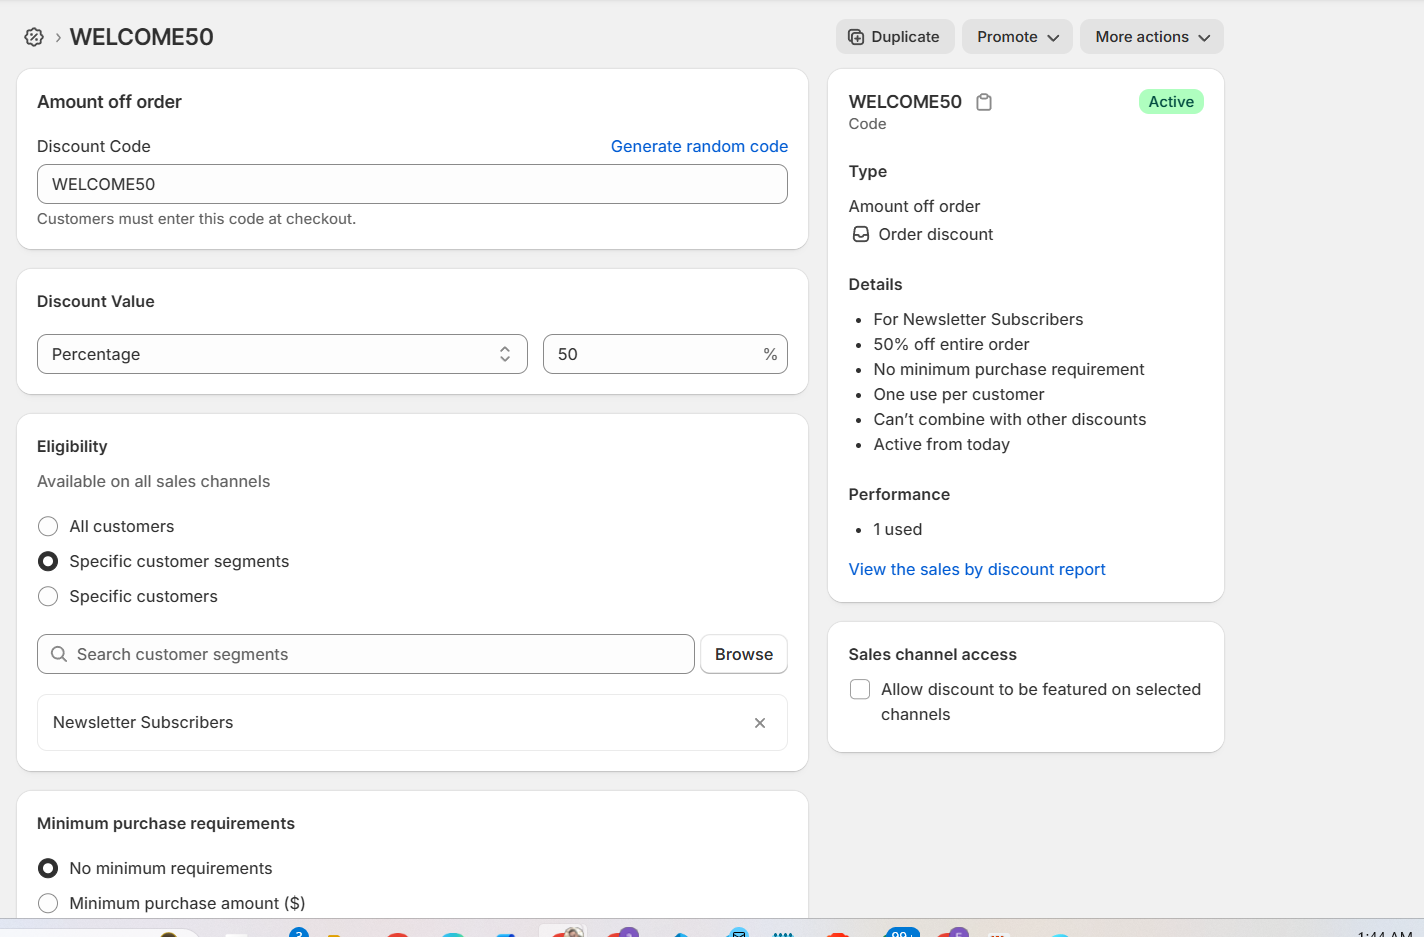 WELCOME50
Duplicate
Promote
More actions
Amount off order
Discount Code
Generate random code
WELCOME50
Customers must enter this code at checkout.
Discount Value
Percentage
50
%
Eligibility
Available on all sales channels
All customers
Specific customer segments
Specific customers
Search customer segments
Browse
Newsletter Subscribers
Minimum purchase requirements
No minimum requirements
Minimum purchase amount ($)
WELCOME50
Active
Code
Type
Amount off order
Order discount
Details
For Newsletter Subscribers
50% off entire order
No minimum purchase requirement
One use per customer
Can’t combine with other discounts
Active from today
Performance
1 used
View the sales by discount report
Sales channel access
Allow discount to be featured on selected
channels
1:44 AM